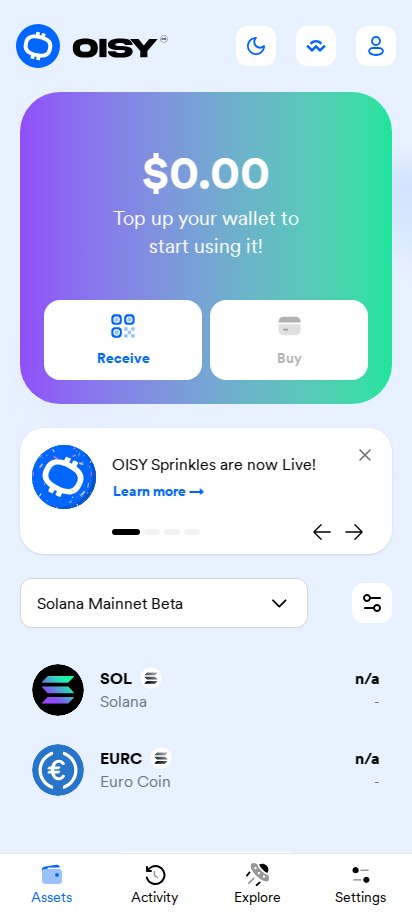 OISY
$0.00
Top up your wallet to
start using it!
Receive
Buy
OISY Sprinkles are now Live!
Learn more →
Solana Mainnet Beta
SOL
n/a
Solana
-
EURC
n/a
Euro Coin
-
Assets
Activity
Explore
Settings